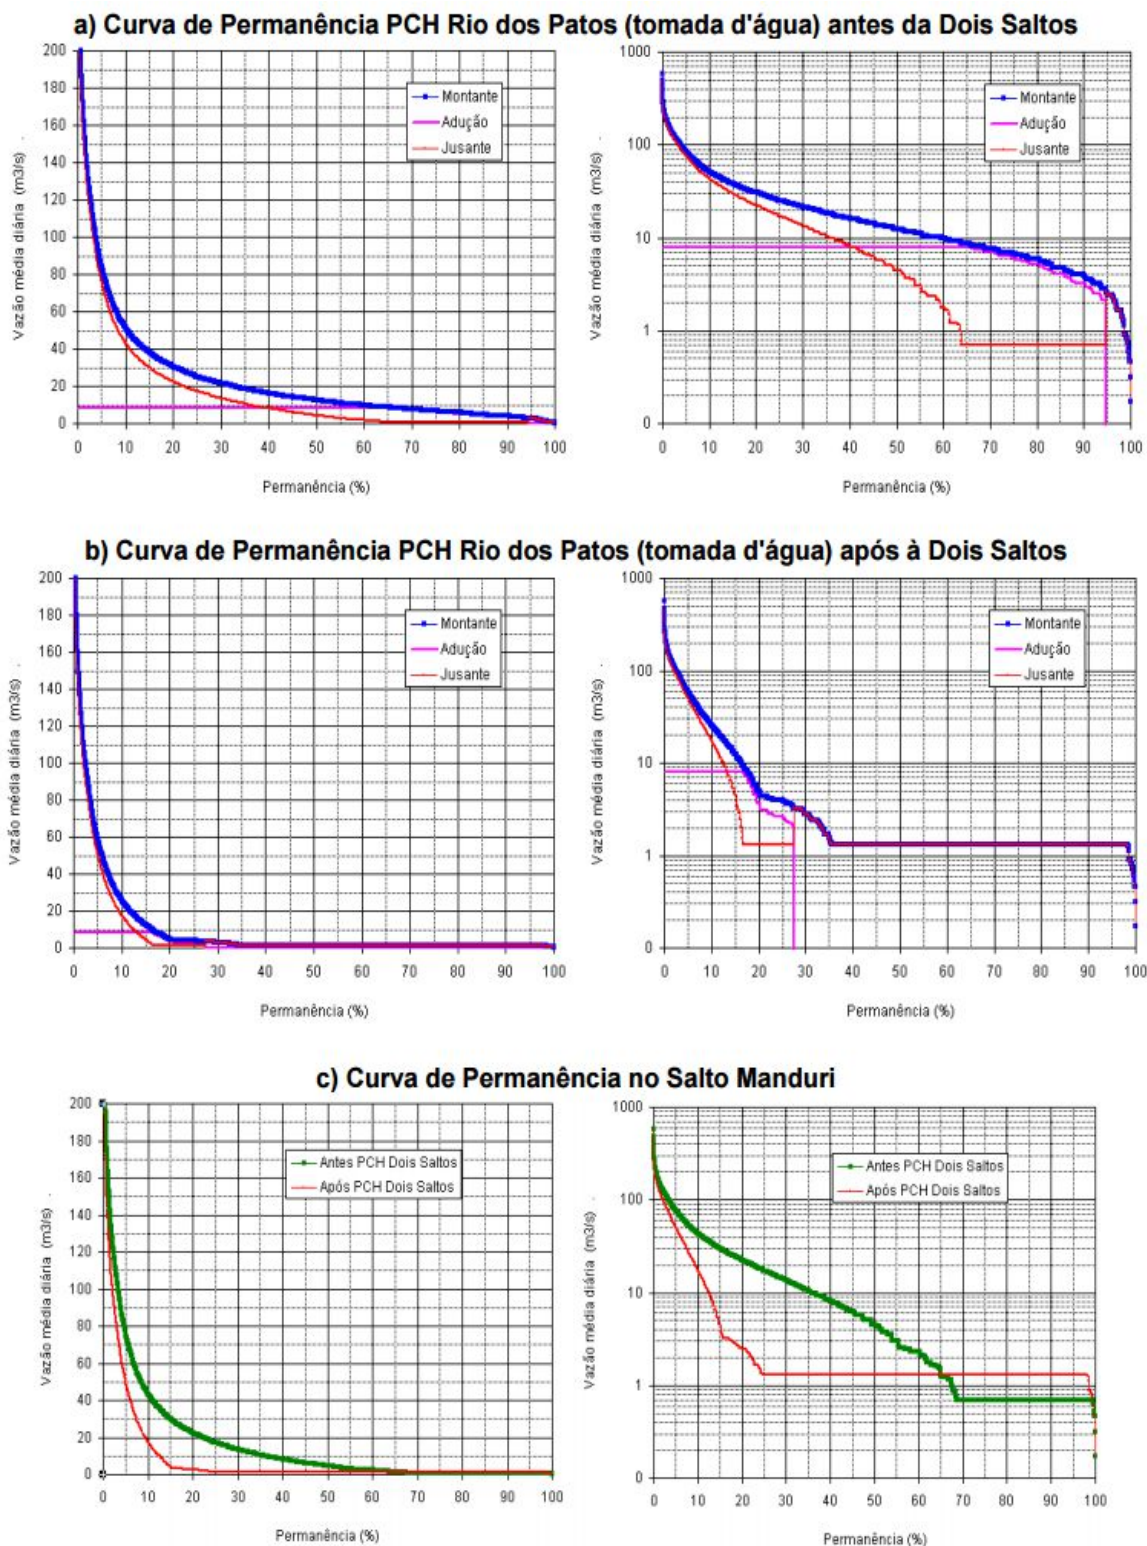 a) Curva de Permanência PCH Rio dos Patos (tomada d'água) antes da Dois Saltos
200
180
160
140
120
100
80
60
40
20
0
Vazão média diária (m3/s)
Montante
Adução
Jusante
0 10 20 30 40 50 60 70 80 90 100
Permanência (%)
1000
100
10
1
0
Vazão média diária (m3/s)
Montante
Adução
Jusante
0 10 20 30 40 50 60 70 80 90 100
Permanência (%)
b) Curva de Permanência PCH Rio dos Patos (tomada d'água) após à Dois Saltos
200
180
160
140
120
100
80
60
40
20
0
Vazão média diária (m3/s)
Montante
Adução
Jusante
0 10 20 30 40 50 60 70 80 90 100
Permanência (%)
1000
100
10
1
0
Vazão média diária (m3/s)
Montante
Adução
Jusante
0 10 20 30 40 50 60 70 80 90 100
Permanência (%)
c) Curva de Permanência no Salto Manduri
200
180
160
140
120
100
80
60
40
20
0
Vazão média diária (m3/s)
Antes PCH Dois Saltos
Após PCH Dois Saltos
0 10 20 30 40 50 60 70 80 90 100
Permanência (%)
1000
100
10
1
0
Vazão média diária (m3/s)
Antes PCH Dois Saltos
Após PCH Dois Saltos
0 10 20 30 40 50 60 70 80 90 100
Permanência (%)